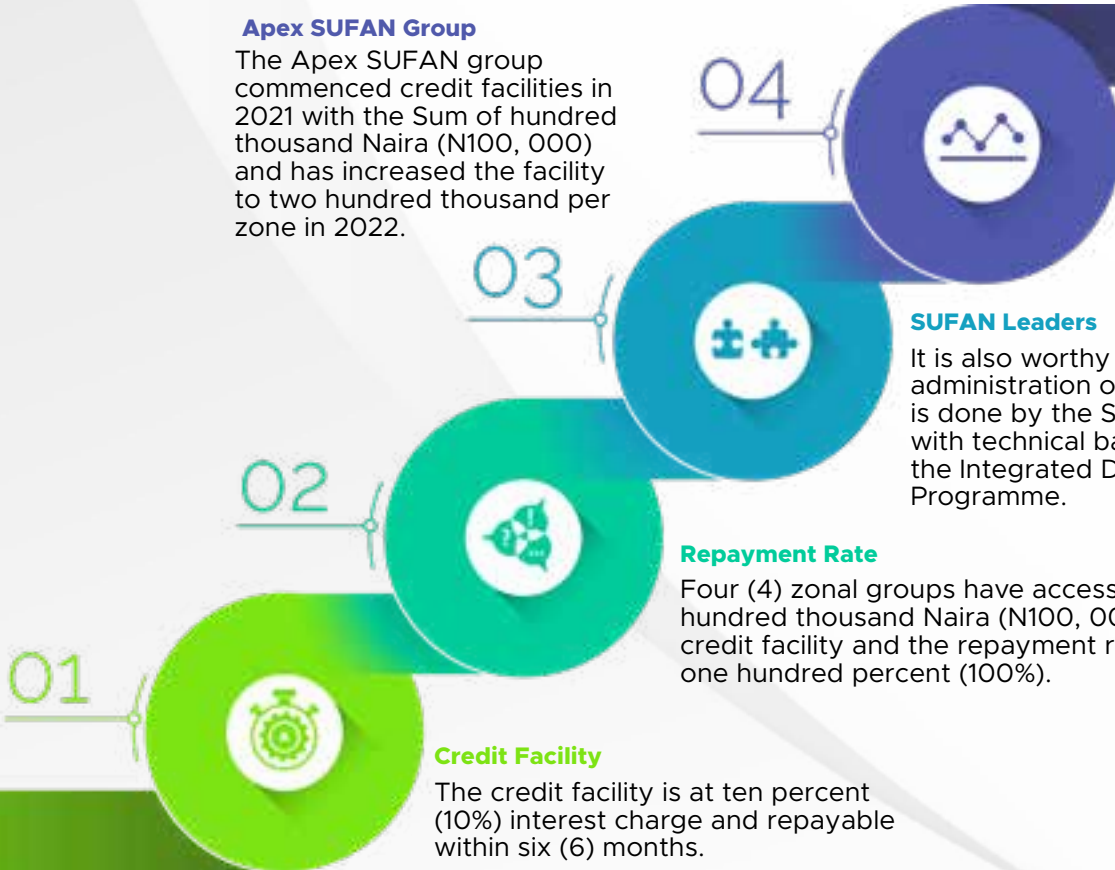 Apex SUFAN Group
The Apex SUFAN group
commenced credit facilities in
2021 with the Sum of hundred
thousand Naira (N100, 000)
and has increased the facility
to two hundred thousand per
zone in 2022.
04
03
SUFAN Leaders
It is also worthy
administration
is done by the
with technical
the Integrated
Programme.
02
Repayment Rate
Four (4) zonal groups have
hundred thousand Naira (N100,
credit facility and the repayment
one hundred percent (100%).
01
Credit Facility
The credit facility is at ten percent
(10%) interest charge and repayable
within six (6) months.